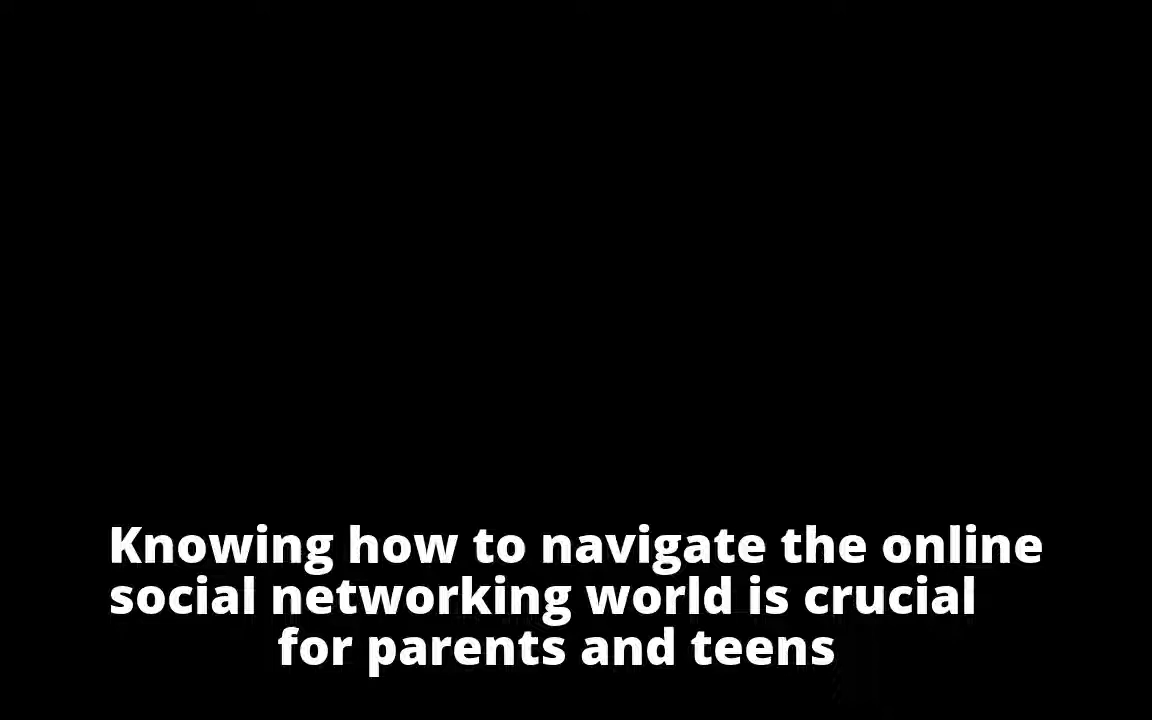 Knowing how to navigate the online
social networking world is crucial
for parents and teens